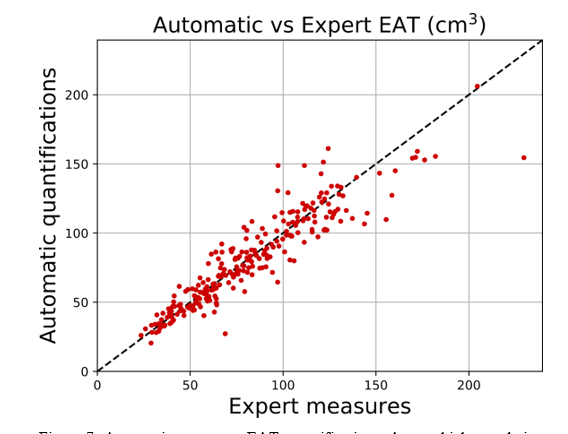 Automatic vs Expert EAT (cm³)
Automatic quantifications
200
150
100
50
0
0 50 100 150 200
Expert measures